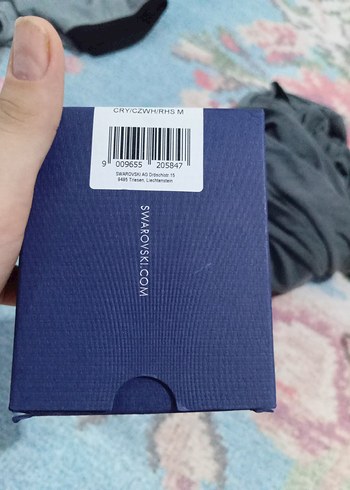 CRY/CZWH/RHS M
9 009655 205847
SWAROVSKI AG Dröschistr.15
9495 Triesen, Liechtenstein
SWAROVSKI.COM